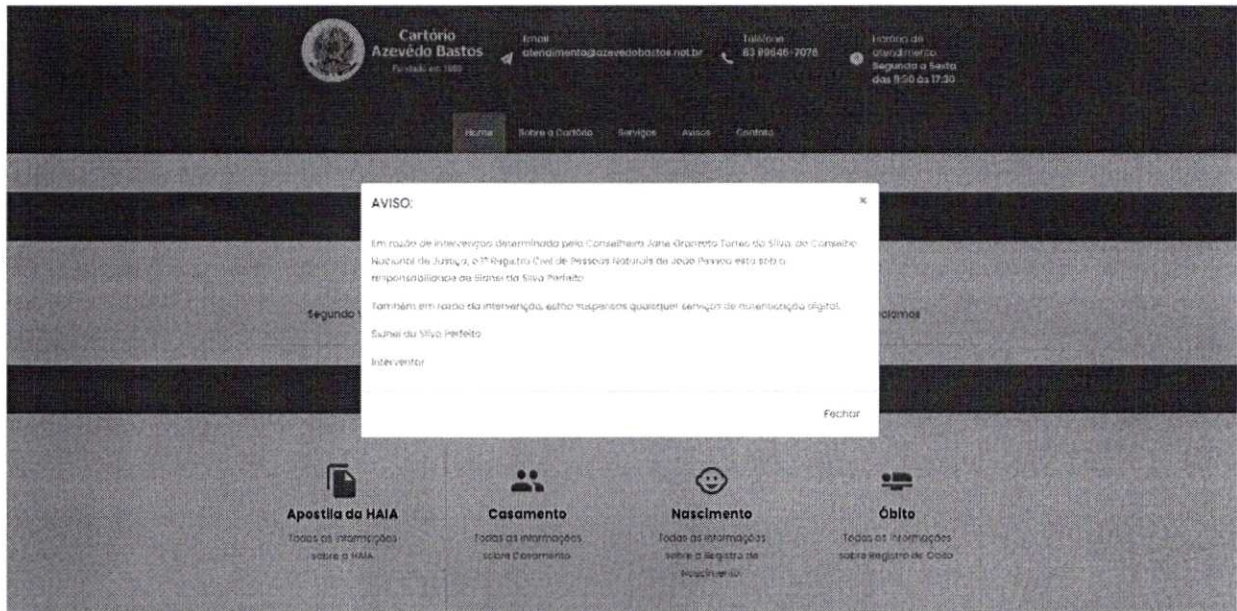 Cartório
Azevêdo Bastos
Fundado em 1888
Email
atendimento@azevedobastos.not.br
Telefone
83 99646-7076
Horário de
atendimento:
Segunda a Sexta
das 8:30 às 17:30
Home Sobre o Cartório Serviços Avisos Contato
AVISO:
×
Em razão de intervenção determinada pela Conselheira Jane Granzoto Torres da Silva, do Conselho
Nacional de Justiça, o 1º Registro Civil de Pessoas Naturais de João Pessoa está sob a
responsabilidade de Sidnei da Silva Perfeito.
Também em razão da intervenção, estão suspensos quaisquer serviços de autenticação digital.
Sidnei da Silva Perfeito
Interventor
Segundo
Fechar
Apostila da HAIA Casamento Nascimento Óbito
Todas as informações Todas as informações Todas as informações Todas as informações
sobre a HAIA. sobre Casamento. sobre o Registro de sobre Registro de Óbito.
Nascimento.